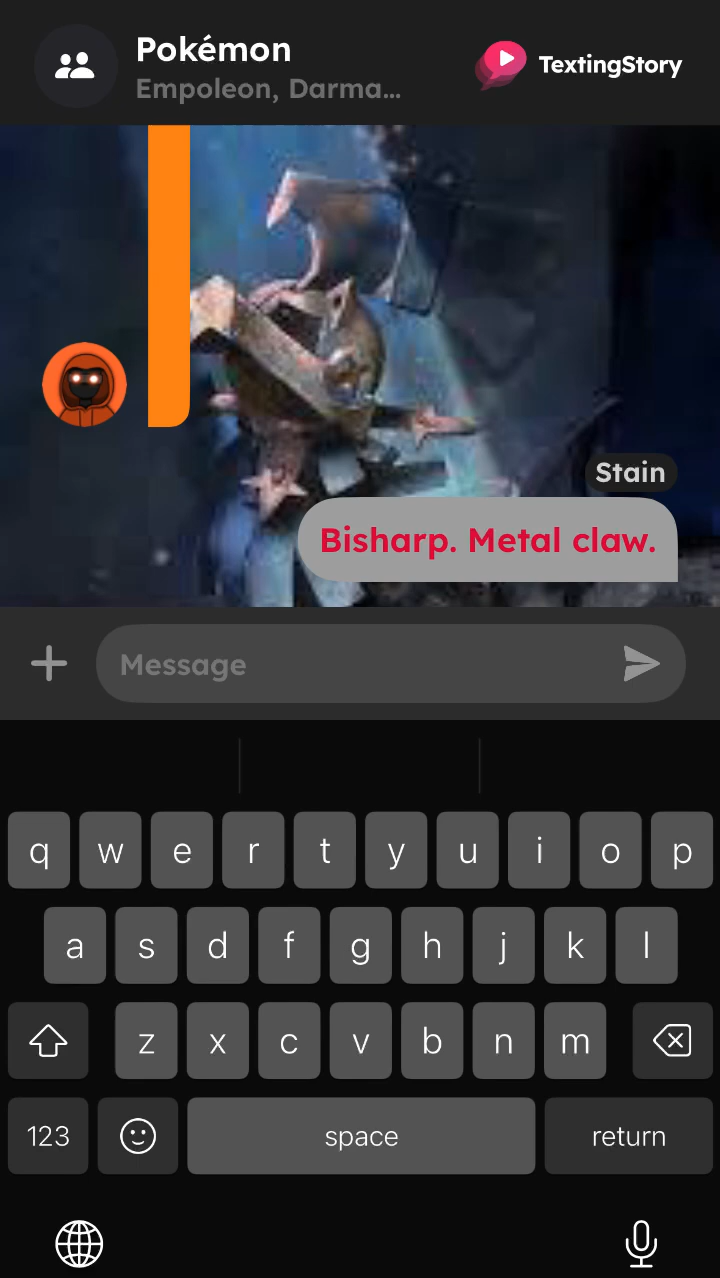 Pokémon
Empoleon, Darma...
TextingStory
Stain
Bisharp. Metal claw.
Message
q w e r t y u i o p
a s d f g h j k l
z x c v b n m
123 space return